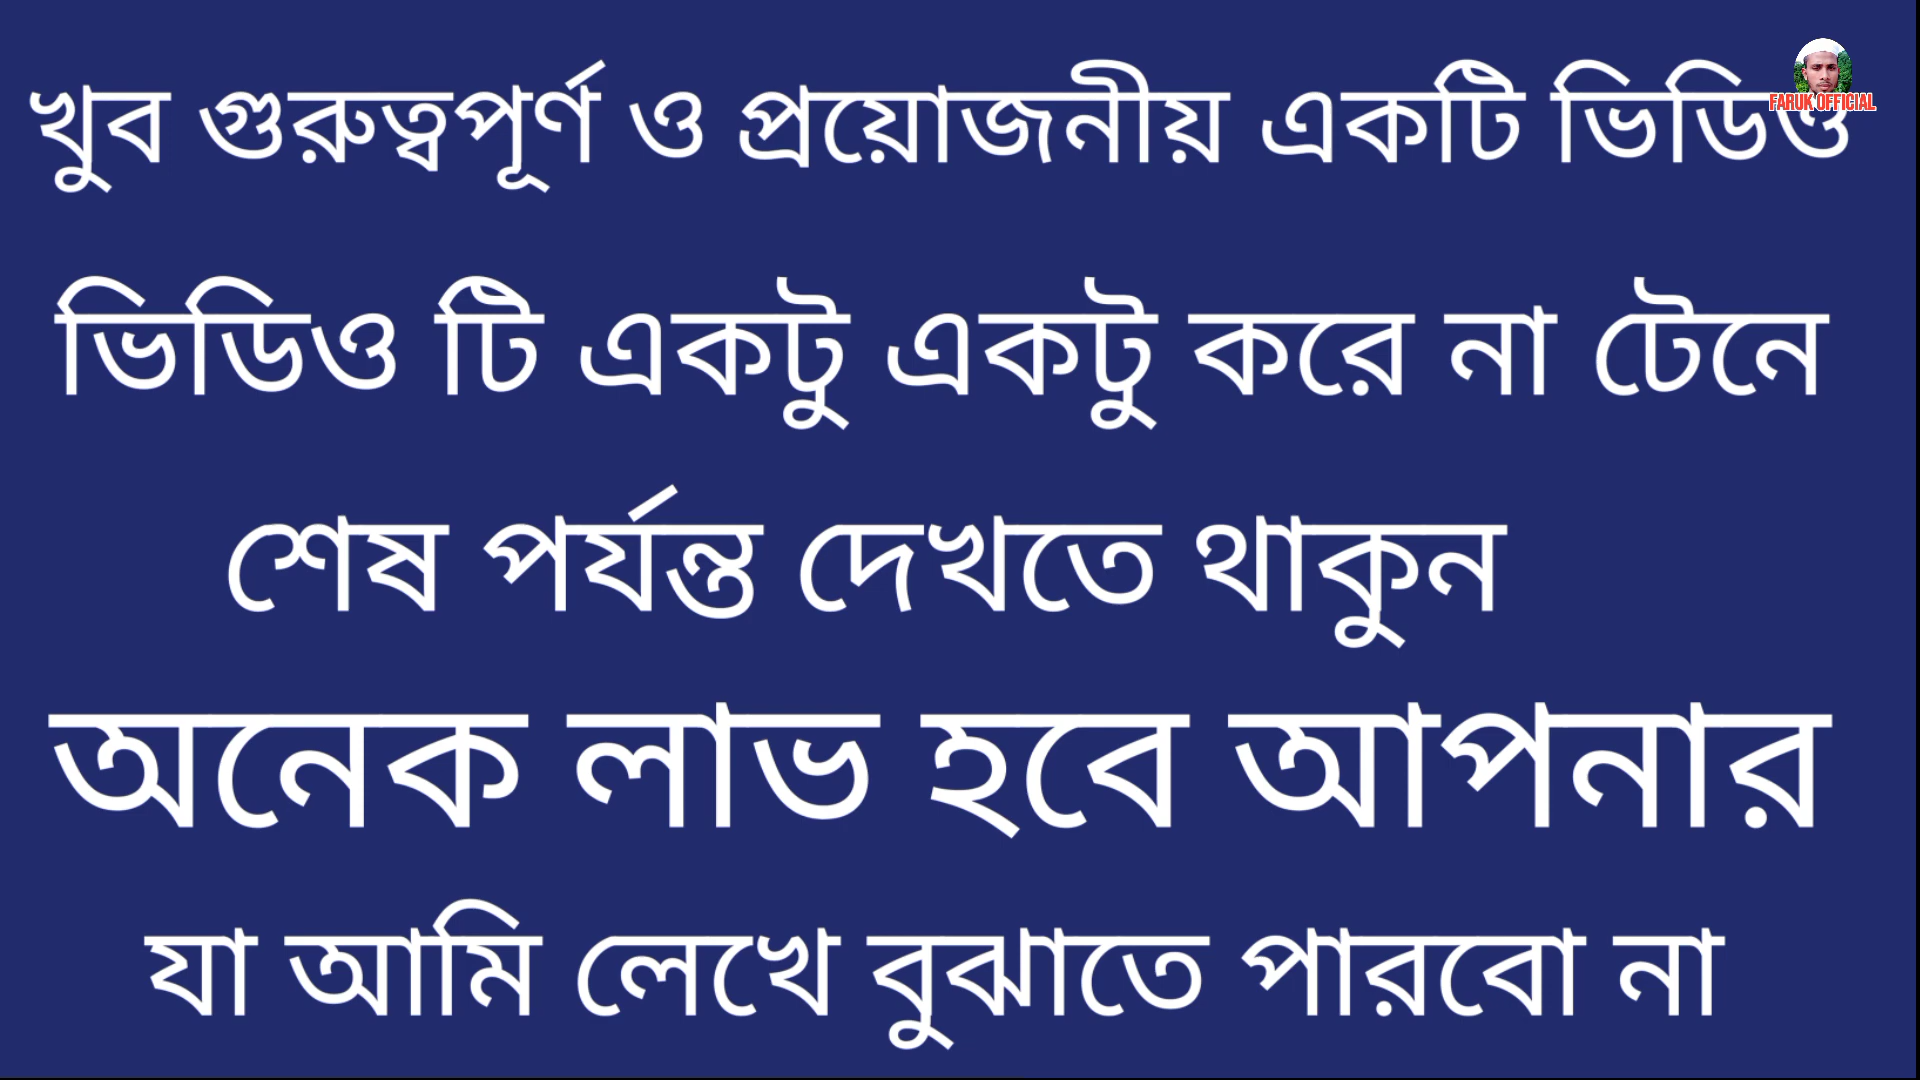 খুব গুরুত্বপূর্ণ ও প্রয়োজনীয় একটি ভিডিও
FARUK OFFICIAL
ভিডিও টি একটু একটু করে না টেনে
শেষ পর্যন্ত দেখতে থাকুন
অনেক লাভ হবে আপনার
যা আমি লেখে বুঝাতে পারবো না